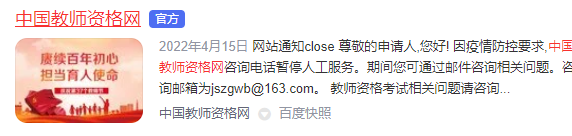 中国教师资格网 官方
赓续百年初心
担当育人使命
2022年4月15日 网站通知close 尊敬的申请人,您好! 因疫情防控要求,中国
教师资格网咨询电话暂停人工服务。期间您可通过邮件咨询相关问题。咨
询邮箱为jszgwb@163.com。 教师资格考试相关问题请咨询...
中国教师资格网 百度快照